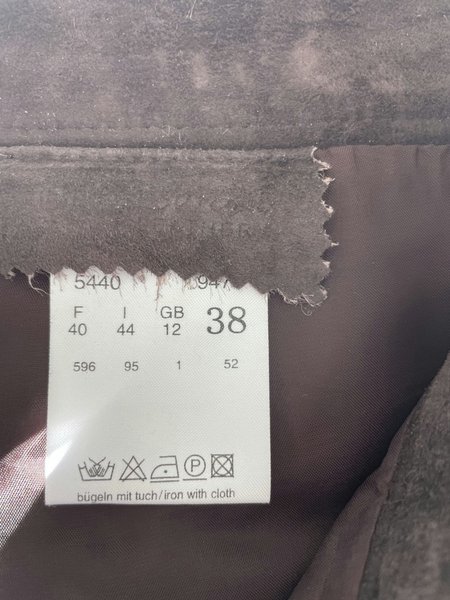 5440
F I GB 38
40 44 12
596 95 1 52
P
bügeln mit tuch/iron with cloth